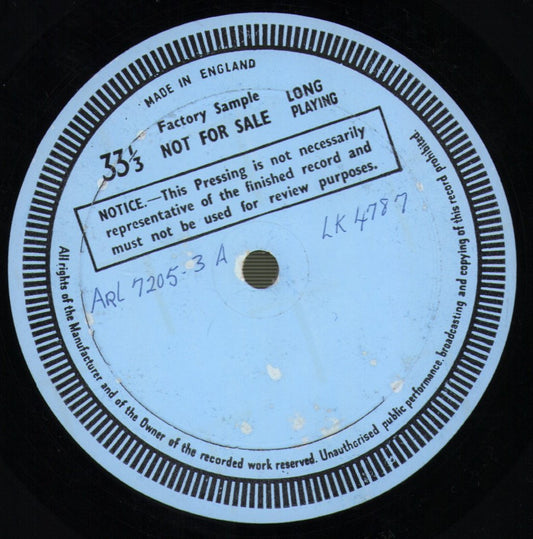 MADE IN ENGLAND
33 1/3
Factory Sample
NOT FOR SALE
LONG
PLAYING
NOTICE.—This Pressing is not necessarily
representative of the finished record and
must not be used for review purposes.
ARL 7205-3 A
LK 4787
All rights of the Manufacturer and of the Owner of the recorded work reserved. Unauthorised public performance, broadcasting and copying of this record prohibited.